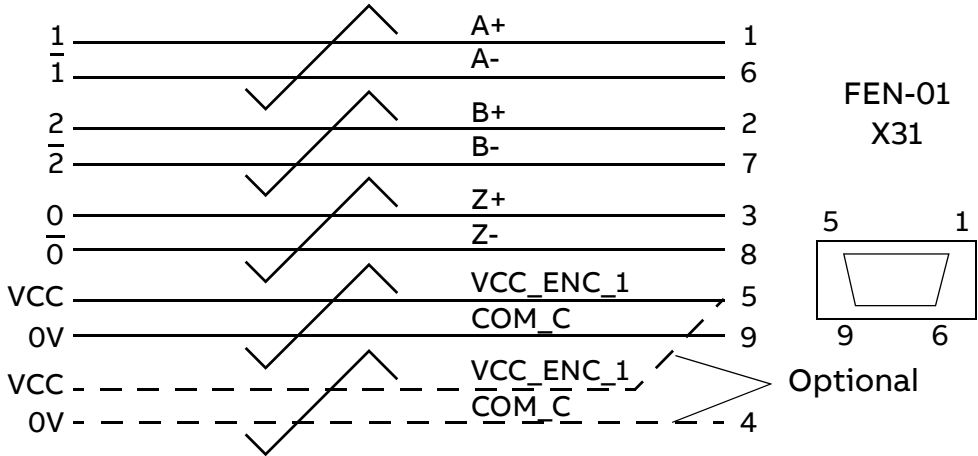 1 A+ 1
1̅ A- 6
2 B+ 2
2̅ B- 7
0 Z+ 3
0̅ Z- 8
VCC VCC_ENC_1 5
0V COM_C 9
VCC VCC_ENC_1
0V COM_C 4
Optional
FEN-01
X31
5 1
9 6